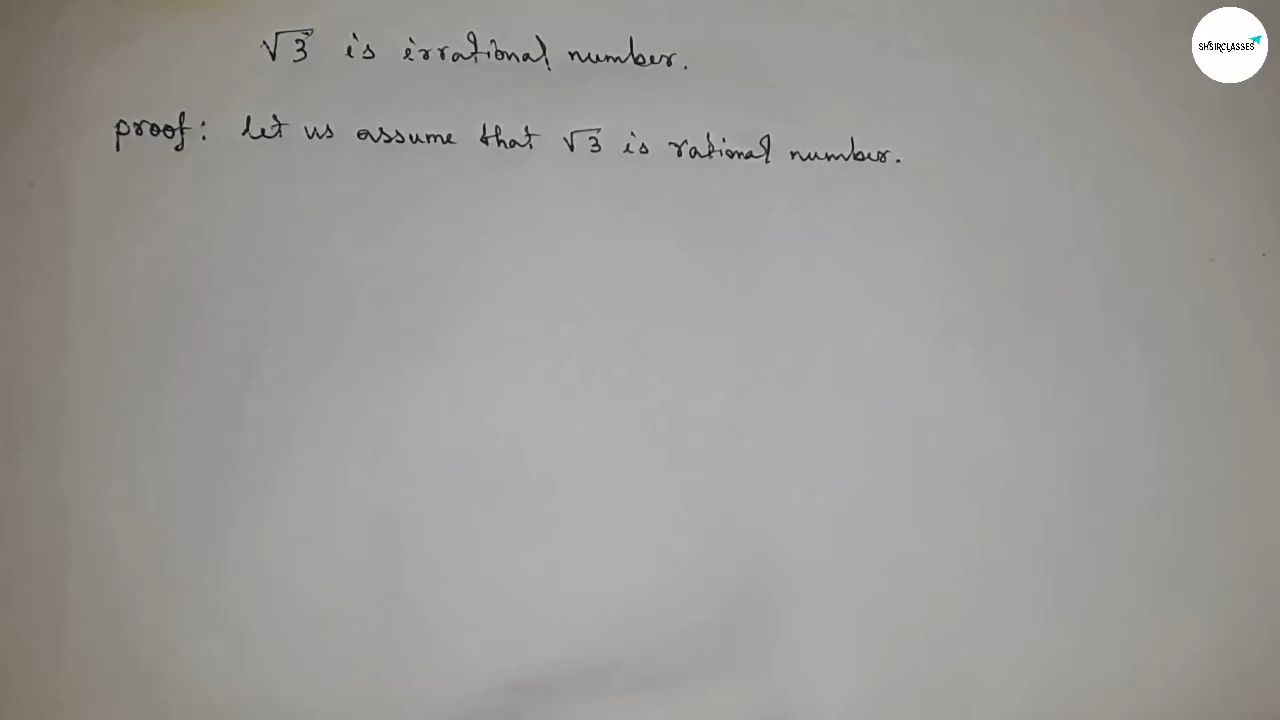 √3 is irrational number.
proof: let us assume that √3 is rational number.
SHSIRCLASSES